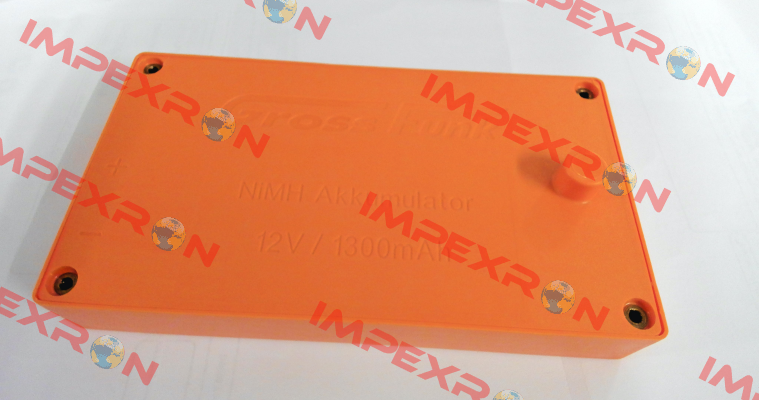 IMPEXRON
IMPEXRON
IMPEXRON
+
NiMH Akkumulator
IMPEXRON
IMPEXRON
–
12V / 1300mAh
IMPEXRON